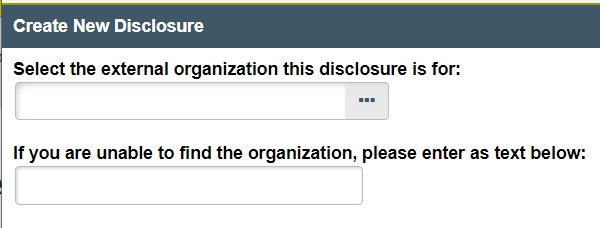 Create New Disclosure
Select the external organization this disclosure is for:
If you are unable to find the organization, please enter as text below: